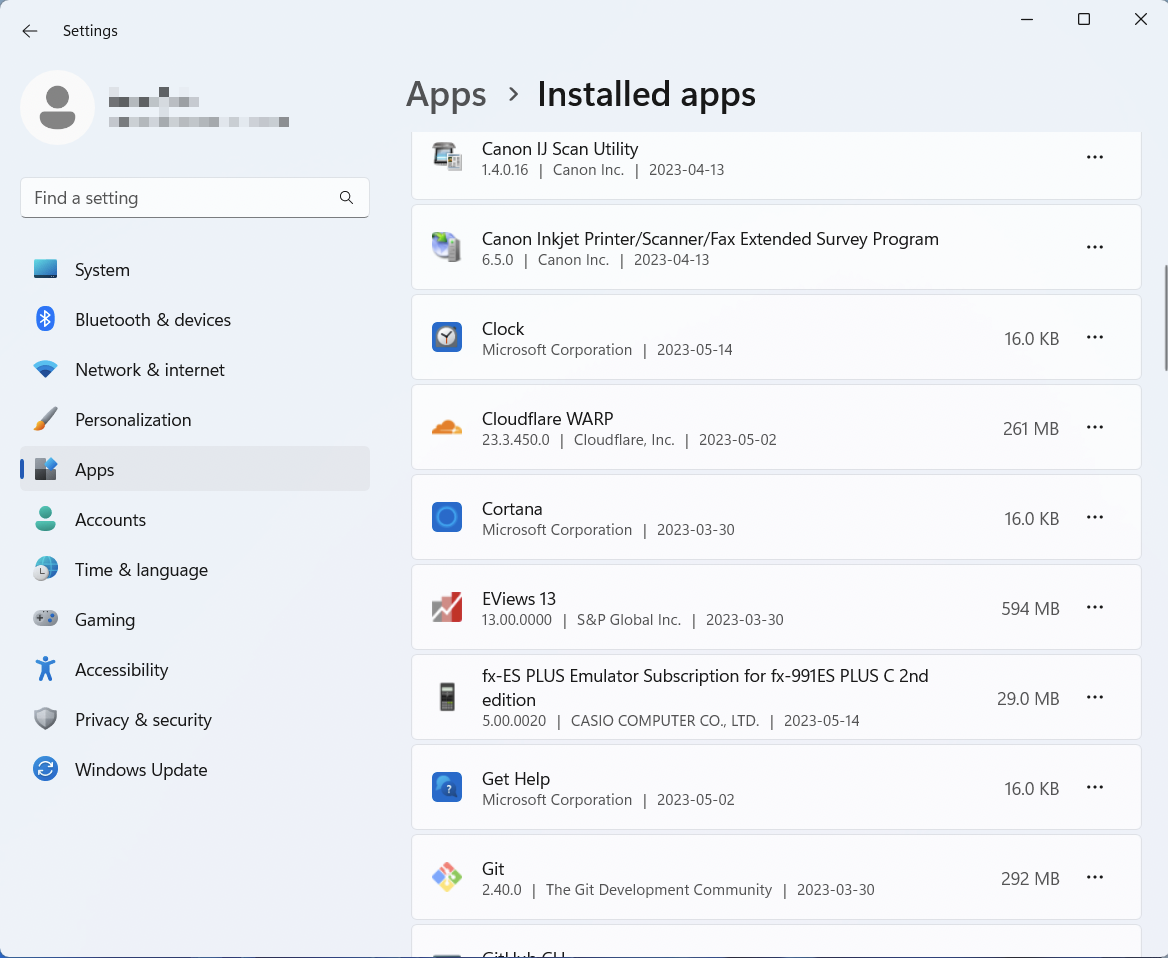 Settings
Find a setting
System
Bluetooth & devices
Network & internet
Personalization
Apps
Accounts
Time & language
Gaming
Accessibility
Privacy & security
Windows Update
Apps > Installed apps
Canon IJ Scan Utility
1.4.0.16 | Canon Inc. | 2023-04-13
Canon Inkjet Printer/Scanner/Fax Extended Survey Program
6.5.0 | Canon Inc. | 2023-04-13
Clock
Microsoft Corporation | 2023-05-14
16.0 KB
Cloudflare WARP
23.3.450.0 | Cloudflare, Inc. | 2023-05-02
261 MB
Cortana
Microsoft Corporation | 2023-03-30
16.0 KB
EViews 13
13.00.0000 | S&P Global Inc. | 2023-03-30
594 MB
fx-ES PLUS Emulator Subscription for fx-991ES PLUS C 2nd
edition
5.00.0020 | CASIO COMPUTER CO., LTD. | 2023-05-14
29.0 MB
Get Help
Microsoft Corporation | 2023-05-02
16.0 KB
Git
2.40.0 | The Git Development Community | 2023-03-30
292 MB
GitHub CLI